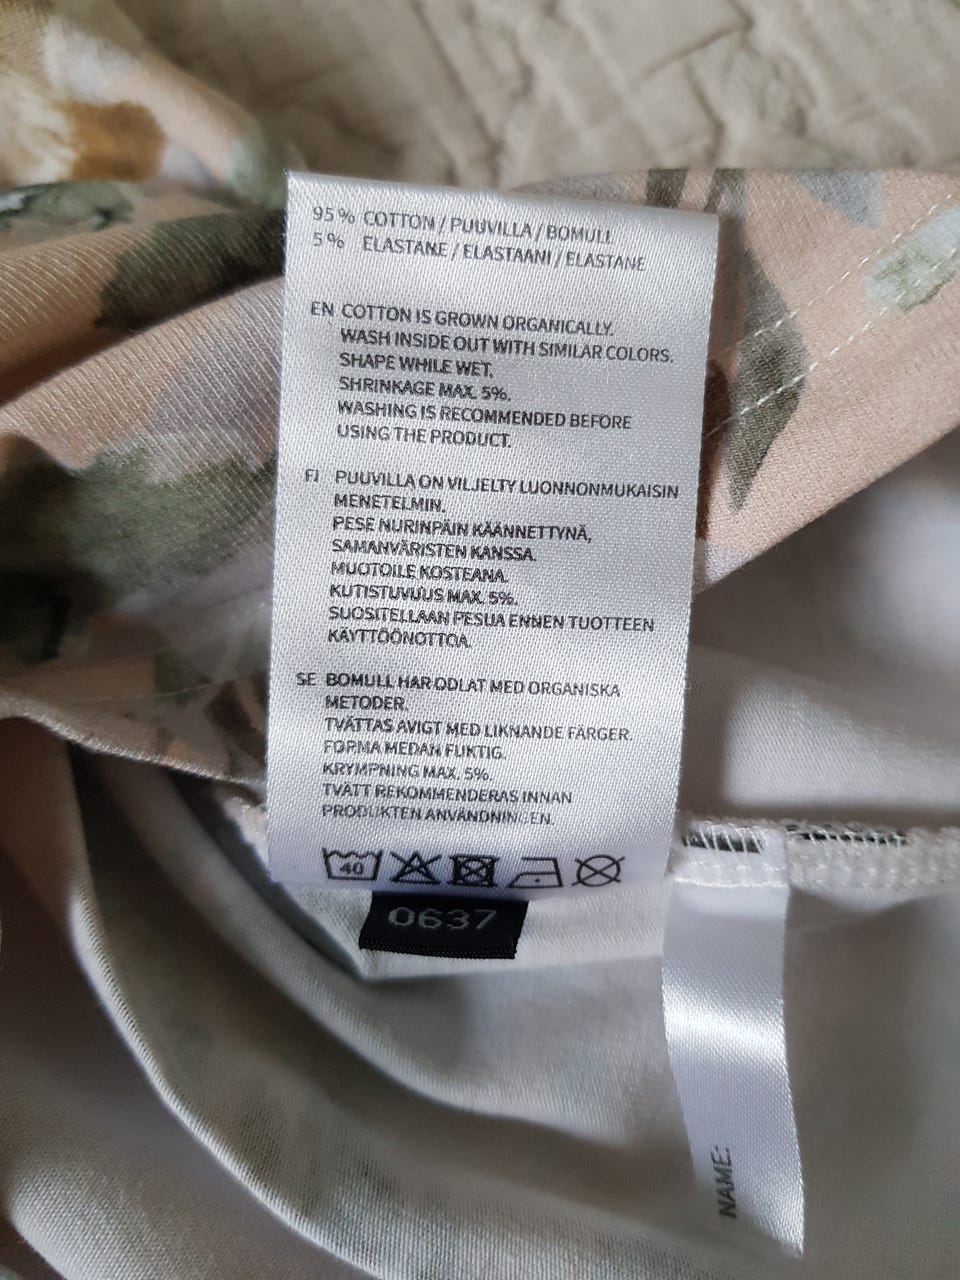 95% COTTON / PUUVILLA / BOMULL
5% ELASTANE / ELASTAANI / ELASTANE
EN COTTON IS GROWN ORGANICALLY.
WASH INSIDE OUT WITH SIMILAR COLORS.
SHAPE WHILE WET.
SHRINKAGE MAX. 5%.
WASHING IS RECOMMENDED BEFORE
USING THE PRODUCT.
FI PUUVILLA ON VILJELTY LUONNONMUKAISIN
MENETELMIN.
PESE NURINPÄIN KÄÄNNETTYNÄ,
SAMANVÄRISTEN KANSSA.
MUOTOILE KOSTEANA.
KUTISTUVUUS MAX. 5%.
SUOSITELLAAN PESUA ENNEN TUOTTEEN
KÄYTTÖÖNOTTOA.
SE BOMULL HAR ODLAT MED ORGANISKA
METODER.
TVÄTTAS AVIGT MED LIKNANDE FÄRGER.
FORMA MEDAN FUKTIG.
KRYMPNING MAX. 5%.
TVÄTT REKOMMENDERAS INNAN
PRODUKTEN ANVÄNDNINGEN.
40
0637
NAME: